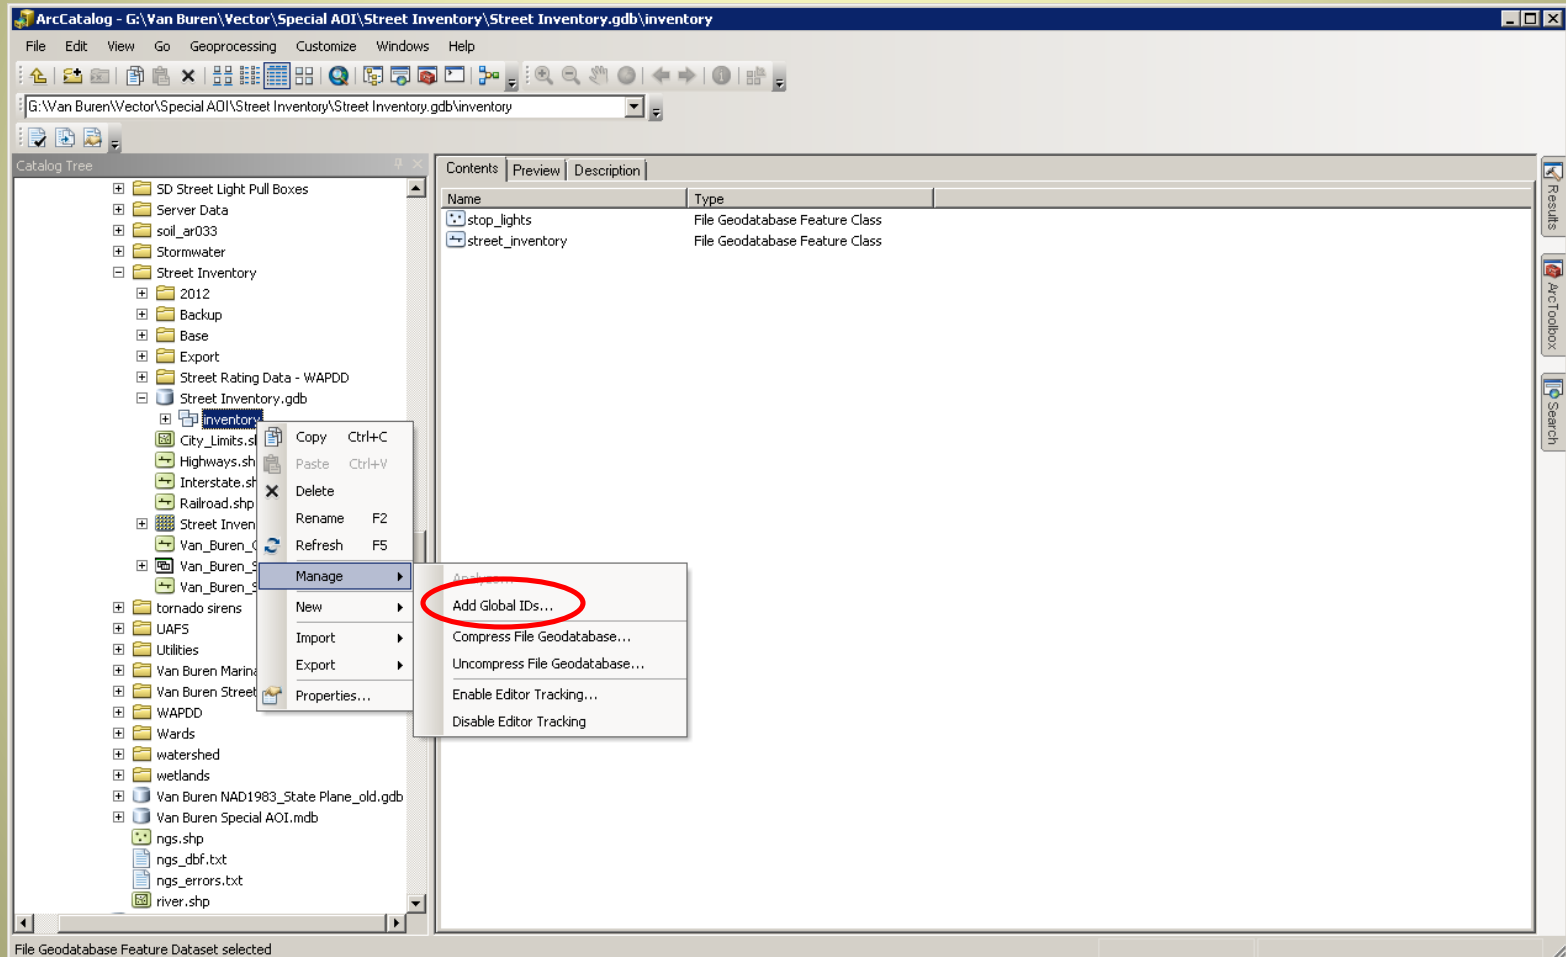 ArcCatalog - G:\Van Buren\Vector\Special AOI\Street Inventory\Street Inventory.gdb\inventory
File Edit View Go Geoprocessing Customize Windows Help
G:\Van Buren\Vector\Special AOI\Street Inventory\Street Inventory.gdb\inventory
Catalog Tree
SD Street Light Pull Boxes
Server Data
soil_ar033
Stormwater
Street Inventory
2012
Backup
Base
Export
Street Rating Data - WAPDD
Street Inventory.gdb
inventory
City_Limits.s
Highways.sh
Interstate.sh
Railroad.shp
Street Inven
Van_Buren_
Van_Buren_S
Van_Buren_S
tornado sirens
UAFS
Utilities
Van Buren Marina
Van Buren Street
WAPDD
Wards
watershed
wetlands
Van Buren NAD1983_State Plane_old.gdb
Van Buren Special AOI.mdb
ngs.shp
ngs_dbf.txt
ngs_errors.txt
river.shp
Copy Ctrl+C
Paste Ctrl+V
Delete
Rename F2
Refresh F5
Manage
New
Import
Export
Properties...
Add Global IDs...
Compress File Geodatabase...
Uncompress File Geodatabase...
Enable Editor Tracking...
Disable Editor Tracking
Contents Preview Description
Name Type
stop_lights File Geodatabase Feature Class
street_inventory File Geodatabase Feature Class
Results
ArcToolbox
Search
File Geodatabase Feature Dataset selected